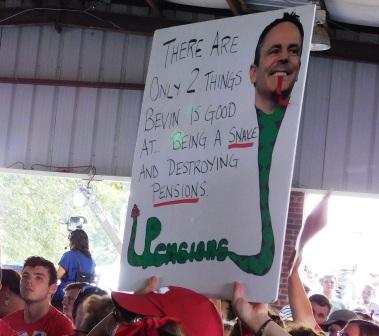 THERE ARE
ONLY 2 THINGS
BEVIN IS GOOD
AT.. BEING A SNAKE
AND DESTROYING
PENSIONS
Pensions